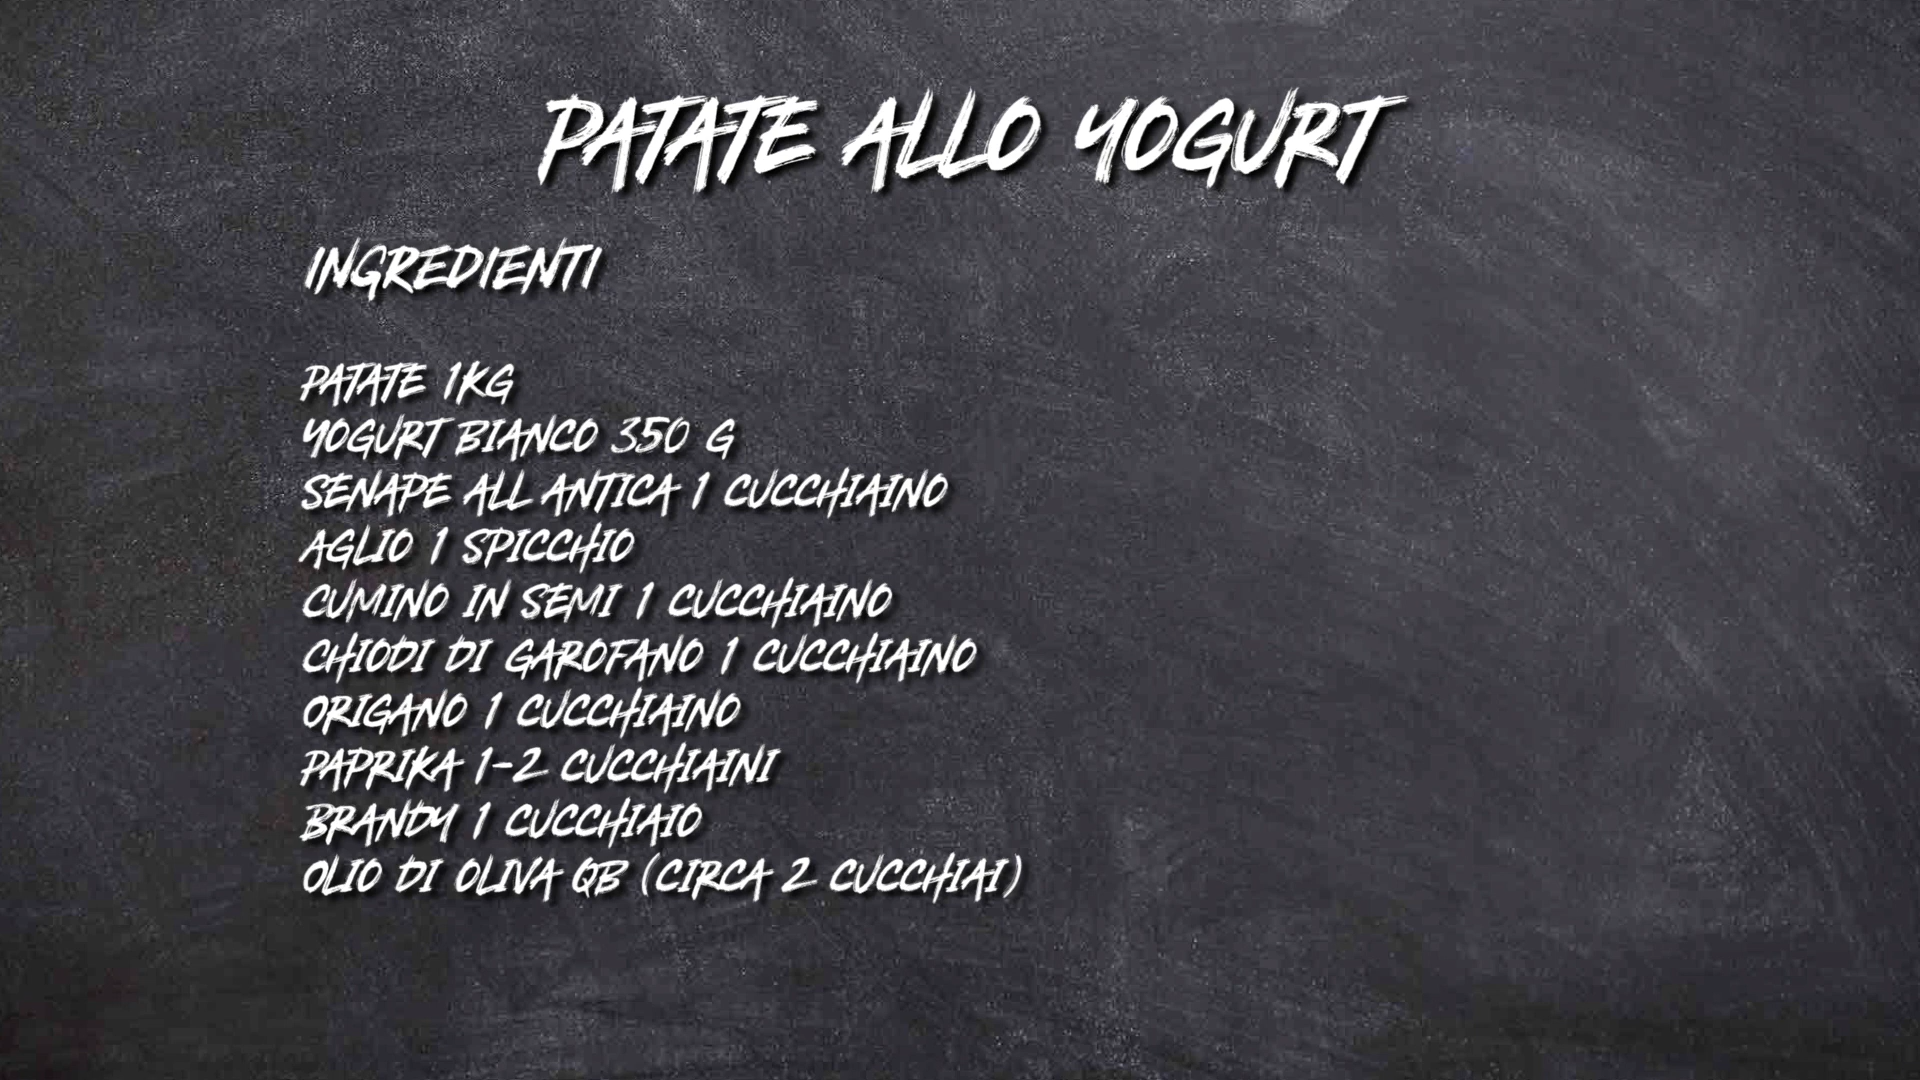 PATATE ALLO YOGURT
INGREDIENTI
PATATE 1KG
YOGURT BIANCO 350 G
SENAPE ALL ANTICA 1 CUCCHIAINO
AGLIO 1 SPICCHIO
CUMINO IN SEMI 1 CUCCHIAINO
CHIODI DI GAROFANO 1 CUCCHIAINO
ORIGANO 1 CUCCHIAINO
PAPRIKA 1-2 CUCCHIAINI
BRANDY 1 CUCCHIAIO
OLIO DI OLIVA QB (CIRCA 2 CUCCHIAI)